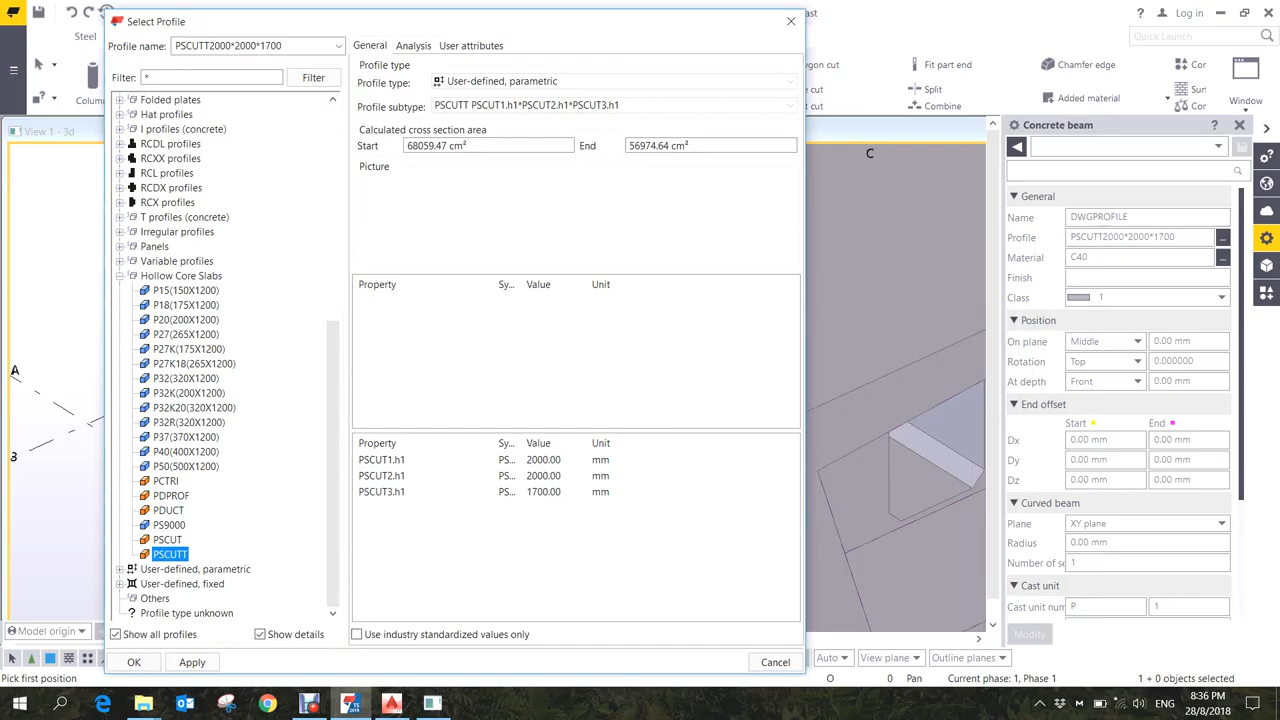 Select Profile
ast
Log in
Steel
Profile name: PSCUTT2000*2000*1700
General Analysis User attributes
Quick Launch
Profile type
Filter: * Filter
Profile type: User-defined, parametric
ygon cut Fit part end Chamfer edge Cor
cut Split Added material Sur
Column
Profile subtype: PSCUTT PSCUT1.h1*PSCUT2.h1*PSCUT3.h1
cut Combine Cor Window
Calculated cross section area
Start 68059.47 cm² End 56974.64 cm²
Picture
View 1 - 3d
Folded plates
Hat profiles
I profiles (concrete)
RCDL profiles
RCXX profiles
RCL profiles
RCDX profiles
RCX profiles
T profiles (concrete)
Irregular profiles
Panels
Variable profiles
Hollow Core Slabs
P15(150X1200)
P18(175X1200)
P20(200X1200)
P27(265X1200)
P27K(175X1200)
P27K18(265X1200)
P32(320X1200)
P32K(200X1200)
P32K20(320X1200)
P32R(320X1200)
P37(370X1200)
P40(400X1200)
P50(500X1200)
PCTRI
PDPROF
PDUCT
PS9000
PSCUT
PSCUTT
User-defined, parametric
User-defined, fixed
Others
? Profile type unknown
Show all profiles Show details
OK Apply
Property Sy... Value Unit
Property Sy... Value Unit
PSCUT1.h1 PS... 2000.00 mm
PSCUT2.h1 PS... 2000.00 mm
PSCUT3.h1 PS... 1700.00 mm
Use industry standardized values only
Cancel
A
3
C
Concrete beam ?
General
Name DWGPROFILE
Profile PSCUTT2000*2000*1700 ...
Material C40 ...
Finish
Class 1
Position
On plane Middle 0.00 mm
Rotation Top 0.000000
At depth Front 0.00 mm
End offset
Start End
Dx 0.00 mm 0.00 mm
Dy 0.00 mm 0.00 mm
Dz 0.00 mm 0.00 mm
Curved beam
Plane XY plane
Radius 0.00 mm
Number of se 1
Cast unit
Cast unit num P 1
Modify
Model origin
Auto View plane Outline planes
Pick first position
O 0 Pan Current phase: 1, Phase 1 1 + 0 objects selected
TS
2018
ENG
8:36 PM
28/8/2018